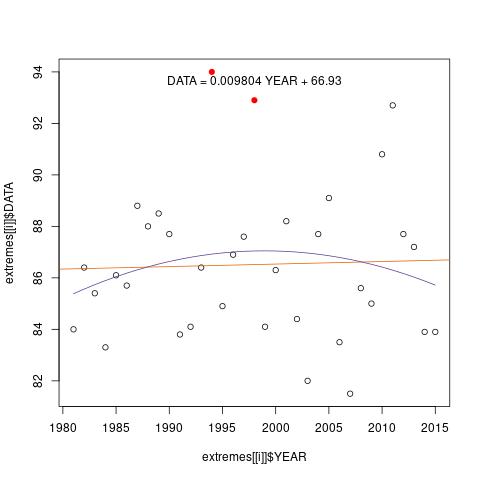 DATA = 0.009804 YEAR + 66.93
94
92
90
88
86
84
82
extremes[[i]]$DATA
1980 1985 1990 1995 2000 2005 2010 2015
extremes[[i]]$YEAR